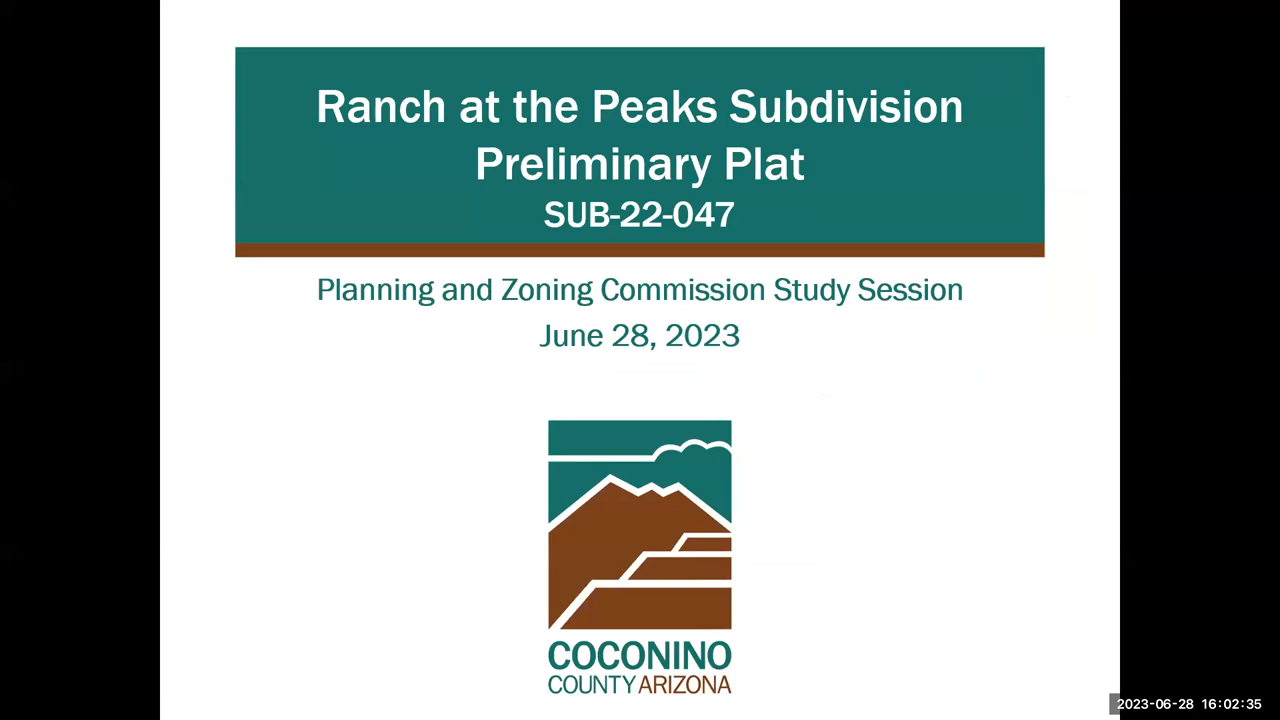 Ranch at the Peaks Subdivision
Preliminary Plat
SUB-22-047
Planning and Zoning Commission Study Session
June 28, 2023
COCONINO
COUNTY ARIZONA
2023-06-28 16:02:35